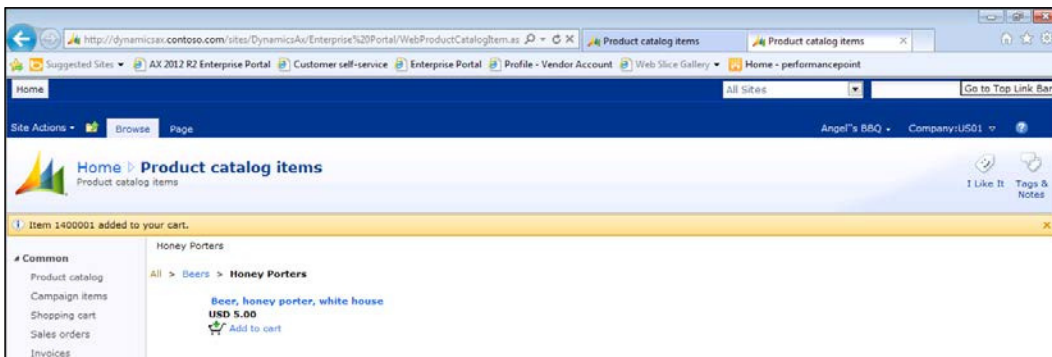 http://dynamicsax.contoso.com/sites/DynamicsAx/Enterprise%20Portal/WebProductCatalogItem.as
Product catalog items
Product catalog items
Suggested Sites
AX 2012 R2 Enterprise Portal
Customer self-service
Enterprise Portal
Profile - Vendor Account
Web Slice Gallery
Home - performancepoint
Home
All Sites
Go to Top Link Bar
Site Actions
Browse
Page
Angel"s BBQ
Company:US01
Home
Product catalog items
Product catalog items
I Like It
Tags &
Notes
Item 1400001 added to your cart.
Honey Porters
Common
All > Beers > Honey Porters
Product catalog
Campaign items
Beer, honey porter, white house
Shopping cart
USD 5.00
Add to cart
Sales orders
Invoices